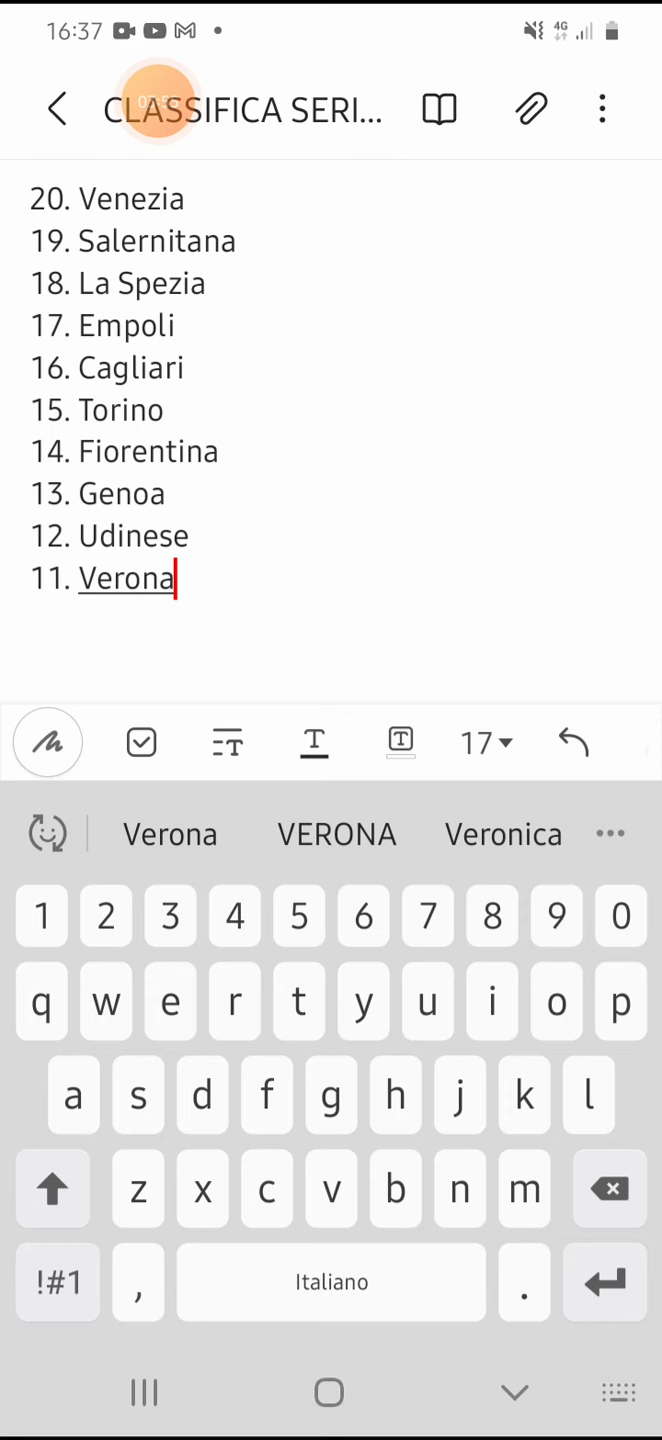 16:37 4G
CLASSIFICA SERI...
20. Venezia
19. Salernitana
18. La Spezia
17. Empoli
16. Cagliari
15. Torino
14. Fiorentina
13. Genoa
12. Udinese
11. Verona
17
Verona VERONA Veronica
1 2 3 4 5 6 7 8 9 0
q w e r t y u i o p
a s d f g h j k l
z x c v b n m
!#1 , Italiano .